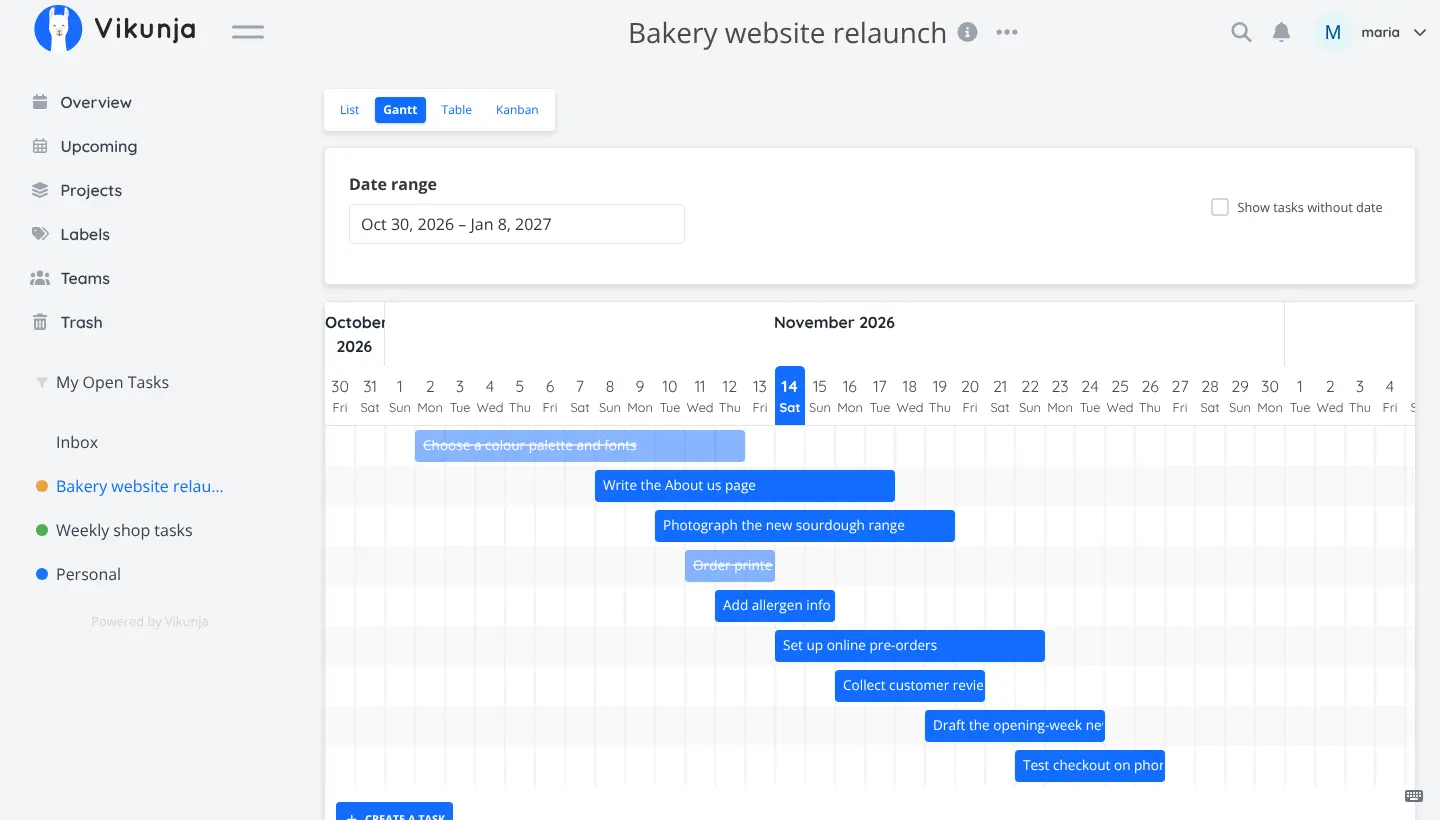 Vikunja
Bakery website relaunch
M maria
Overview
Upcoming
Projects
Labels
Teams
Trash
My Open Tasks
Inbox
Bakery website relau...
Weekly shop tasks
Personal
Powered by Vikunja
List Gantt Table Kanban
Date range
Oct 30, 2026 – Jan 8, 2027
Show tasks without date
October 2026
November 2026
30 31 1 2 3 4 5 6 7 8 9 10 11 12 13 14 15 16 17 18 19 20 21 22 23 24 25 26 27 28 29 30 1 2 3 4
Fri Sat Sun Mon Tue Wed Thu Fri Sat Sun Mon Tue Wed Thu Fri Sat Sun Mon Tue Wed Thu Fri Sat Sun Mon Tue Wed Thu Fri Sat Sun Mon Tue Wed Thu Fri S
Choose a colour palette and fonts
Write the About us page
Photograph the new sourdough range
Order printe
Add allergen info
Set up online pre-orders
Collect customer revie
Draft the opening-week ne
Test checkout on phor
+ CREATE A TASK